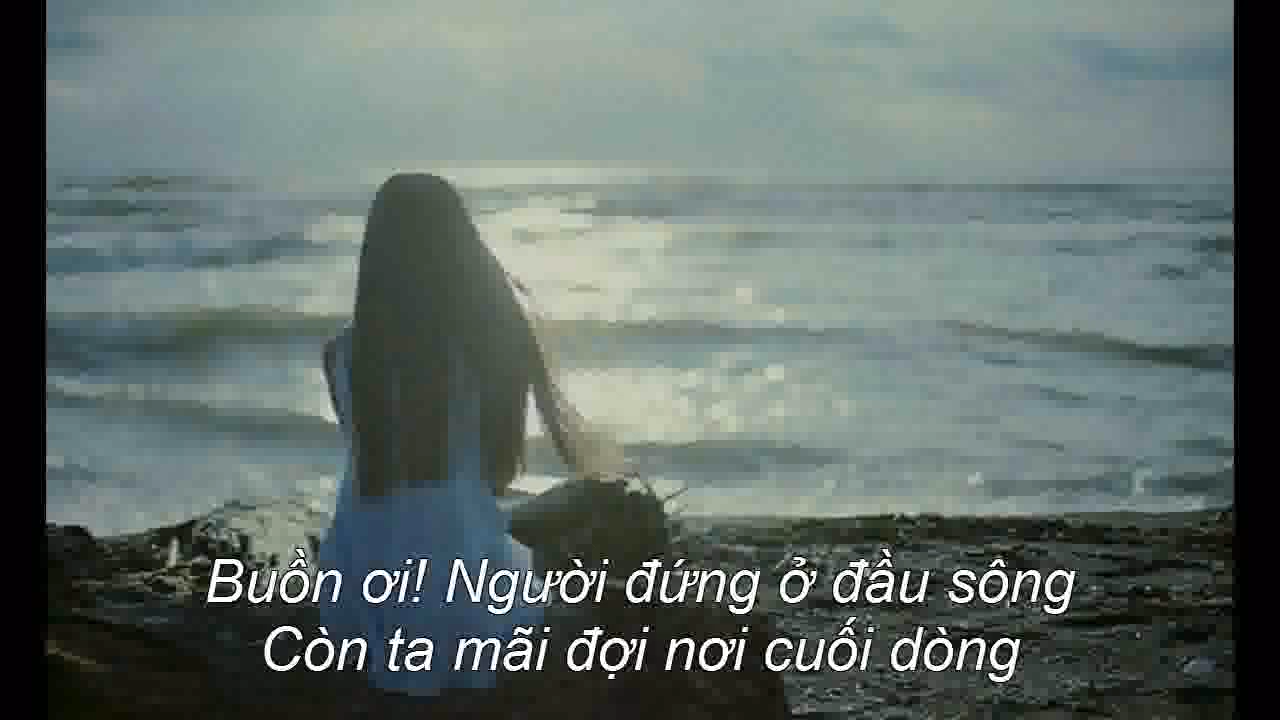 Buồn ơi! Người đứng ở đầu sông
Còn ta mãi đợi nơi cuối dòng